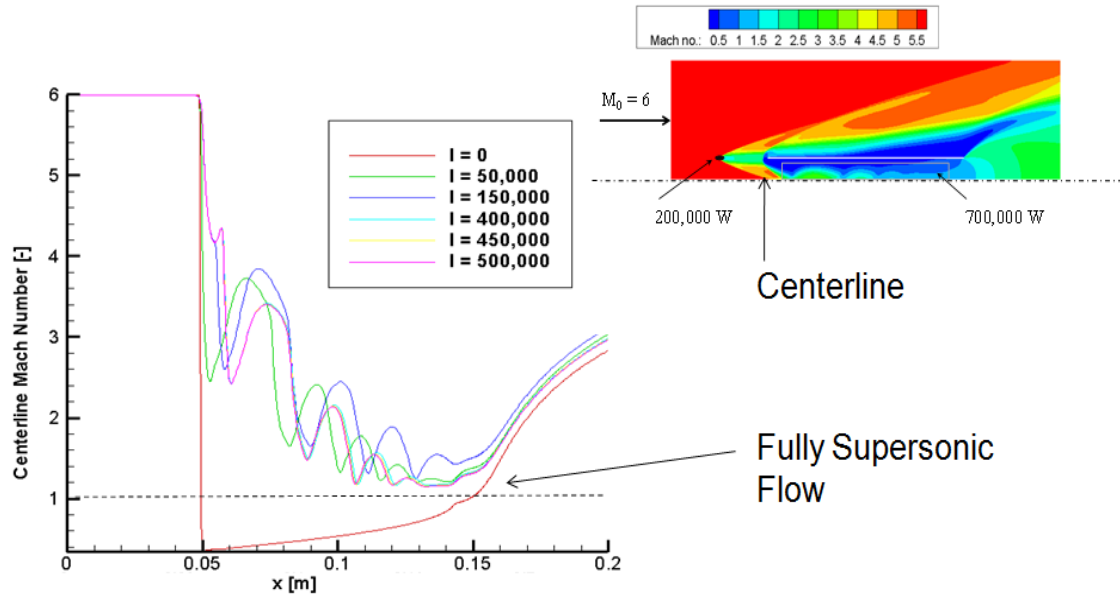 Mach no.: 0.5 1 1.5 2 2.5 3 3.5 4 4.5 5 5.5
M0 = 6
200,000 W
700,000 W
Centerline
Fully Supersonic
Flow
I = 0
I = 50,000
I = 150,000
I = 400,000
I = 450,000
I = 500,000
Centerline Mach Number [-]
6
5
4
3
2
1
0
0.05
0.1
0.15
0.2
x [m]